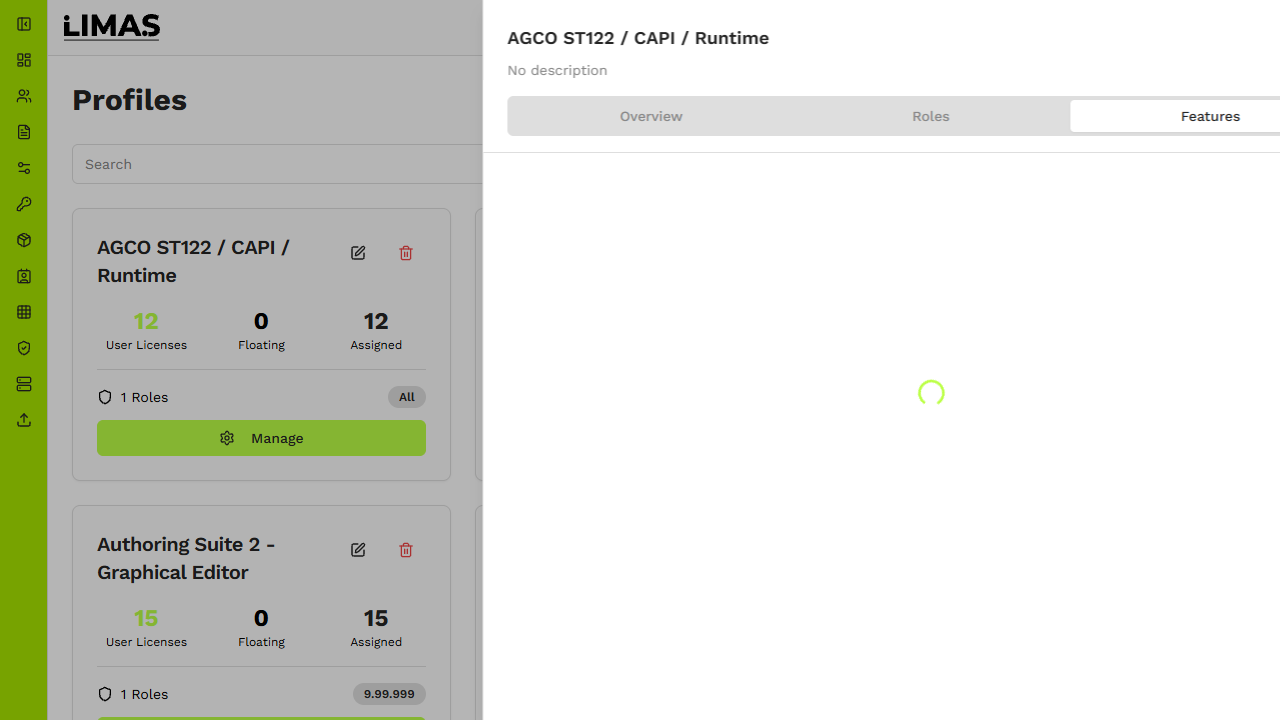 LIMAS
Profiles
Search
AGCO ST122 / CAPI /
Runtime
12
0
12
User Licenses
Floating
Assigned
1 Roles
All
Manage
Authoring Suite 2 -
Graphical Editor
15
0
15
User Licenses
Floating
Assigned
1 Roles
9.99.999
AGCO ST122 / CAPI / Runtime
No description
Overview
Roles
Features